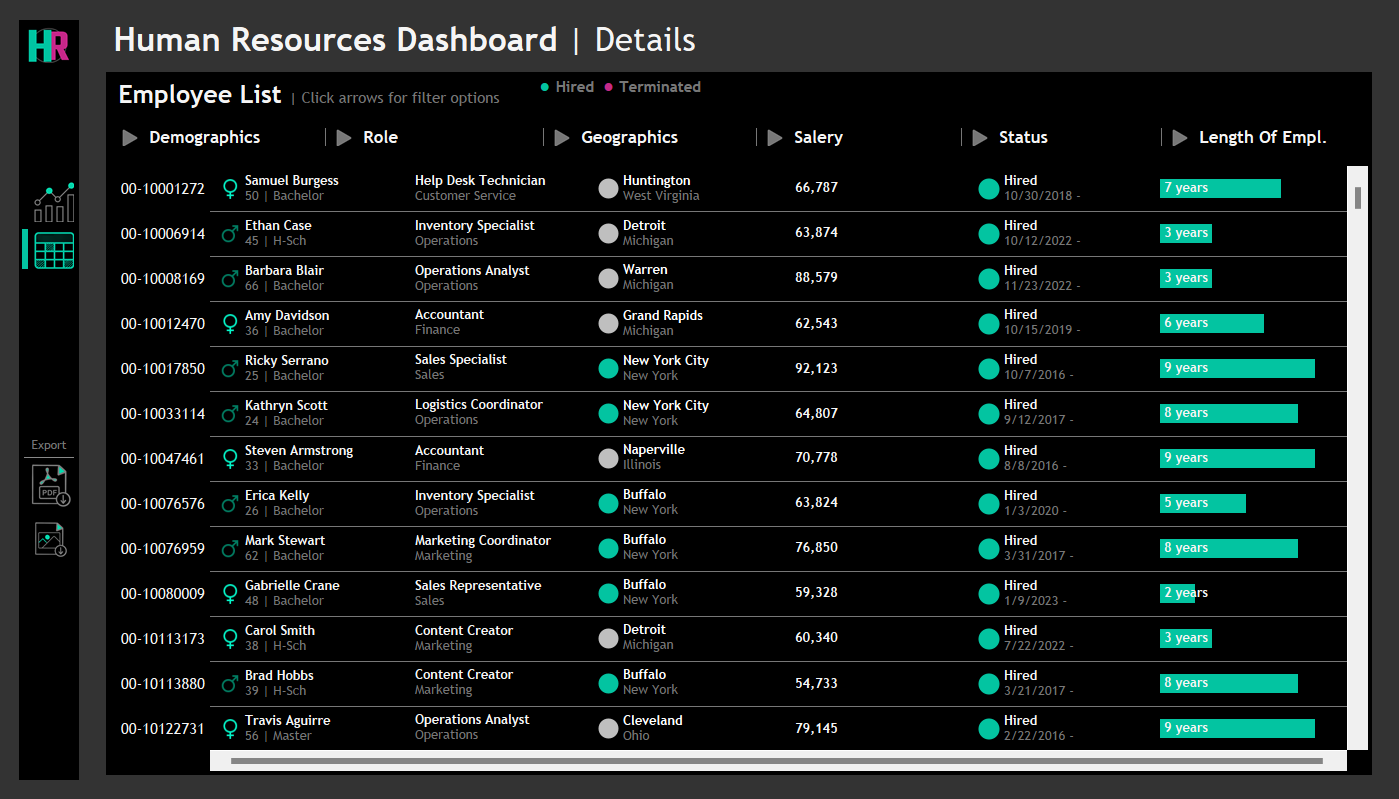 HR
Human Resources Dashboard | Details
Employee List | Click arrows for filter options
Hired Terminated
Demographics Role Geographics Salery Status Length Of Empl.
00-10001272 Samuel Burgess Help Desk Technician Huntington 66,787 Hired 7 years
50 | Bachelor Customer Service West Virginia 10/30/2018 -
00-10006914 Ethan Case Inventory Specialist Detroit 63,874 Hired 3 years
45 | H-Sch Operations Michigan 10/12/2022 -
00-10008169 Barbara Blair Operations Analyst Warren 88,579 Hired 3 years
66 | Bachelor Operations Michigan 11/23/2022 -
00-10012470 Amy Davidson Accountant Grand Rapids 62,543 Hired 6 years
36 | Bachelor Finance Michigan 10/15/2019 -
00-10017850 Ricky Serrano Sales Specialist New York City 92,123 Hired 9 years
25 | Bachelor Sales New York 10/7/2016 -
00-10033114 Kathryn Scott Logistics Coordinator New York City 64,807 Hired 8 years
24 | Bachelor Operations New York 9/12/2017 -
Export
00-10047461 Steven Armstrong Accountant Naperville 70,778 Hired 9 years
33 | Bachelor Finance Illinois 8/8/2016 -
PDF
00-10076576 Erica Kelly Inventory Specialist Buffalo 63,824 Hired 5 years
26 | Bachelor Operations New York 1/3/2020 -
00-10076959 Mark Stewart Marketing Coordinator Buffalo 76,850 Hired 8 years
62 | Bachelor Marketing New York 3/31/2017 -
00-10080009 Gabrielle Crane Sales Representative Buffalo 59,328 Hired 2 years
48 | Bachelor Sales New York 1/9/2023 -
00-10113173 Carol Smith Content Creator Detroit 60,340 Hired 3 years
38 | H-Sch Marketing Michigan 7/22/2022 -
00-10113880 Brad Hobbs Content Creator Buffalo 54,733 Hired 8 years
39 | H-Sch Marketing New York 3/21/2017 -
00-10122731 Travis Aguirre Operations Analyst Cleveland 79,145 Hired 9 years
56 | Master Operations Ohio 2/22/2016 -